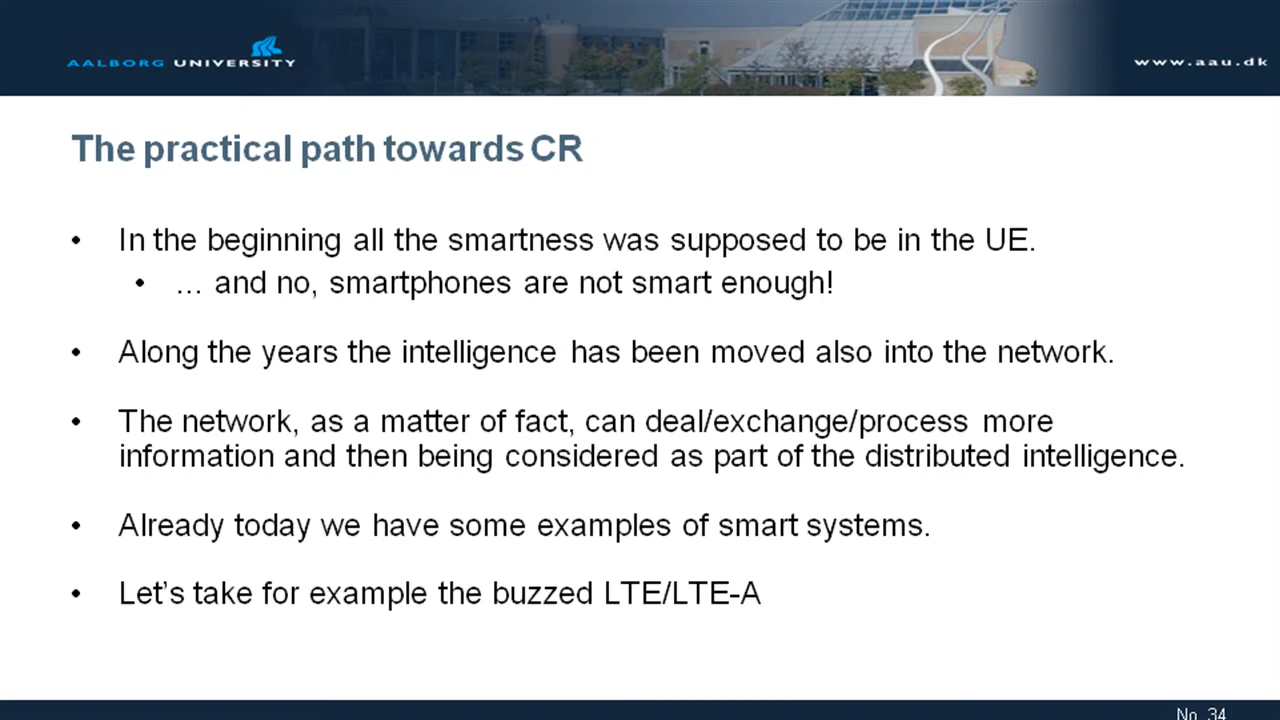 AALBORG UNIVERSITY
www.aau.dk
The practical path towards CR
• In the beginning all the smartness was supposed to be in the UE.
• … and no, smartphones are not smart enough!
• Along the years the intelligence has been moved also into the network.
• The network, as a matter of fact, can deal/exchange/process more
information and then being considered as part of the distributed intelligence.
• Already today we have some examples of smart systems.
• Let’s take for example the buzzed LTE/LTE-A
No. 34